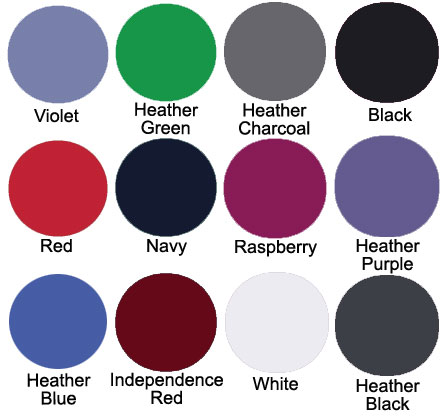 Violet
Heather
Green
Heather
Charcoal
Black
Red
Navy
Raspberry
Heather
Purple
Heather
Blue
Independence
Red
White
Heather
Black